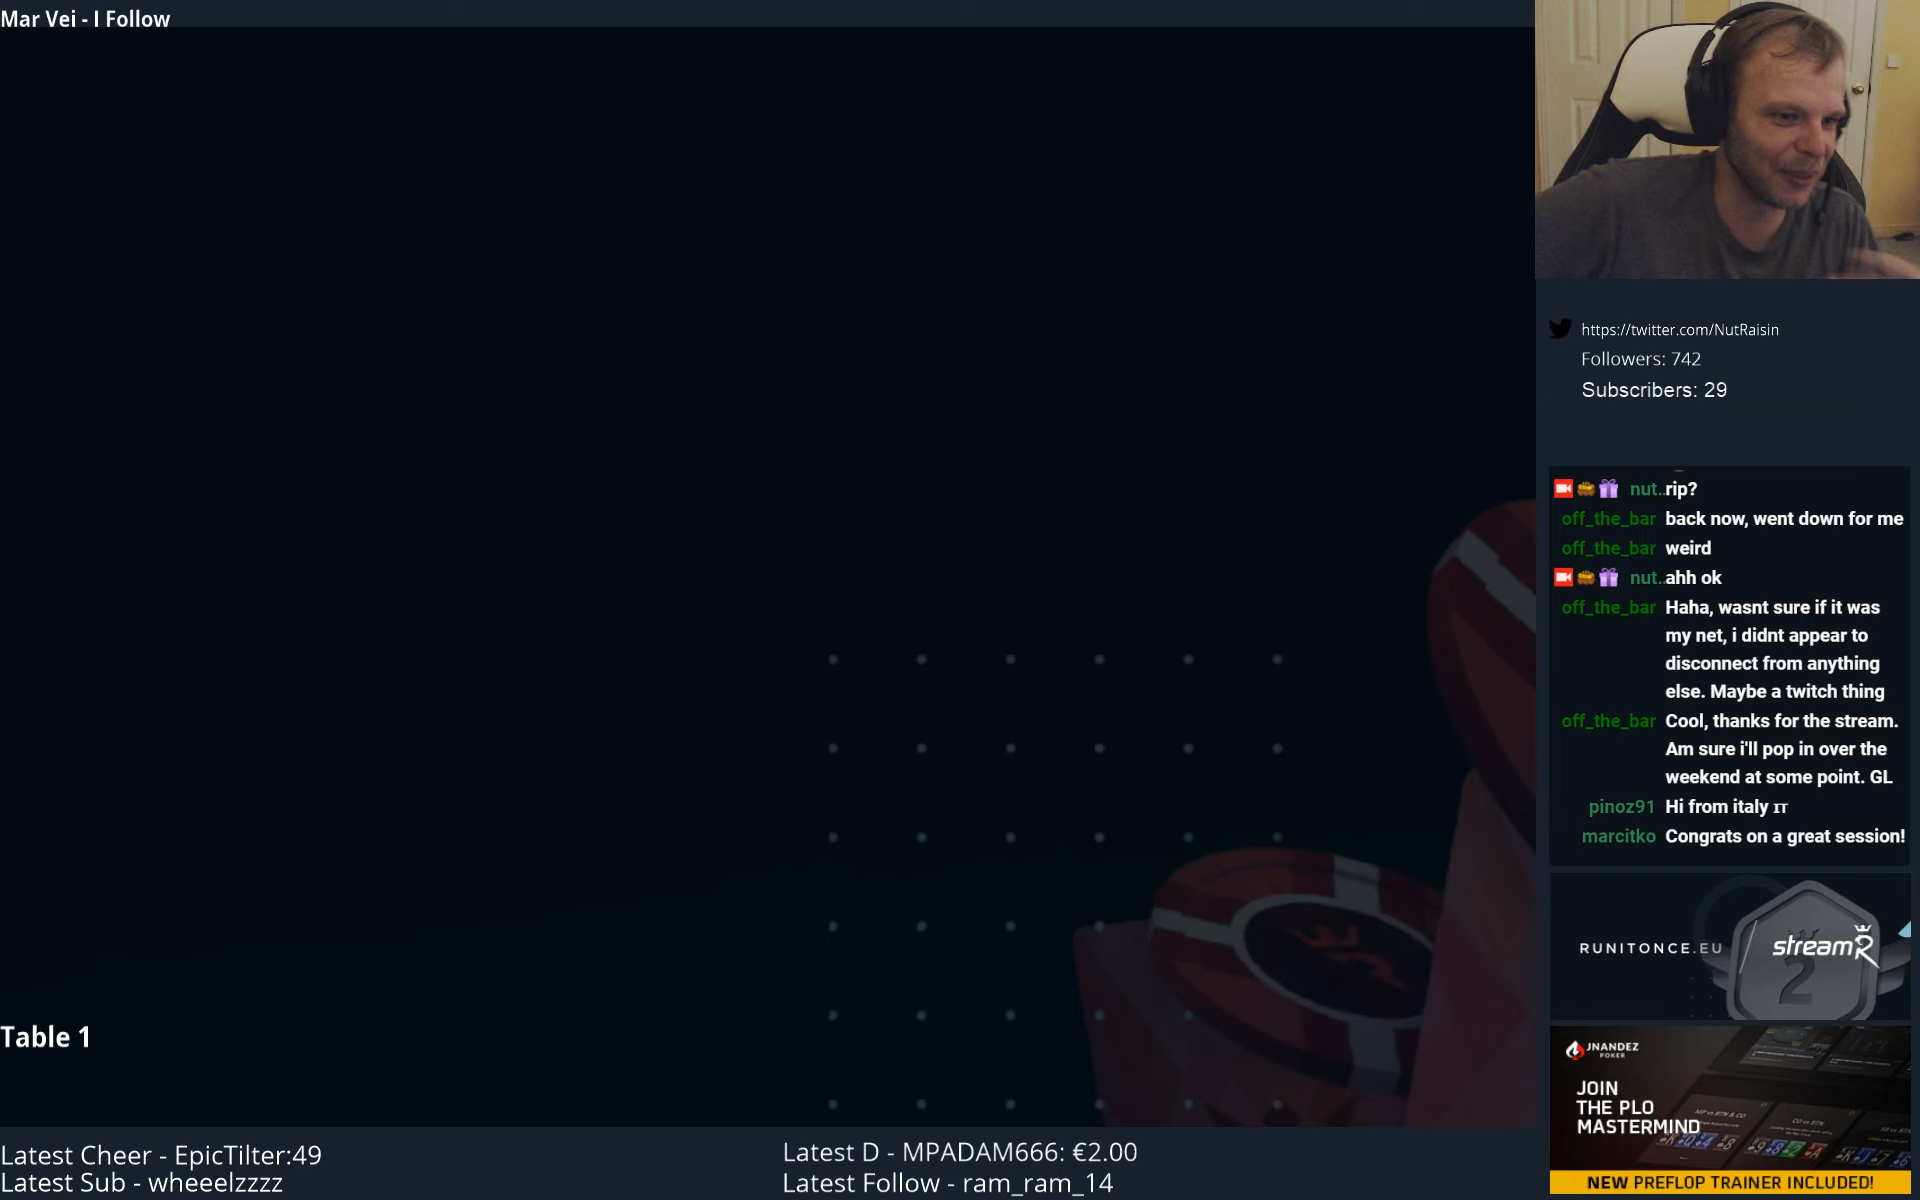 Mar Vei - I Follow
https://twitter.com/NutRaisin
Followers: 742
Subscribers: 29
nut..rip?
off_the_bar back now, went down for me
off_the_bar weird
nut..ahh ok
off_the_bar Haha, wasnt sure if it was
my net, i didnt appear to
disconnect from anything
else. Maybe a twitch thing
off_the_bar Cool, thanks for the stream.
Am sure i'll pop in over the
weekend at some point. GL
pinoz91 Hi from italy IT
marcitko Congrats on a great session!
RUNITONCE.EU
streamR
2
JNANDEZ
POKER
JOIN
THE PLO
MASTERMIND
NEW PREFLOP TRAINER INCLUDED!
Table 1
Latest Cheer - EpicTilter:49
Latest Sub - wheeelzzzz
Latest D - MPADAM666: €2.00
Latest Follow - ram_ram_14